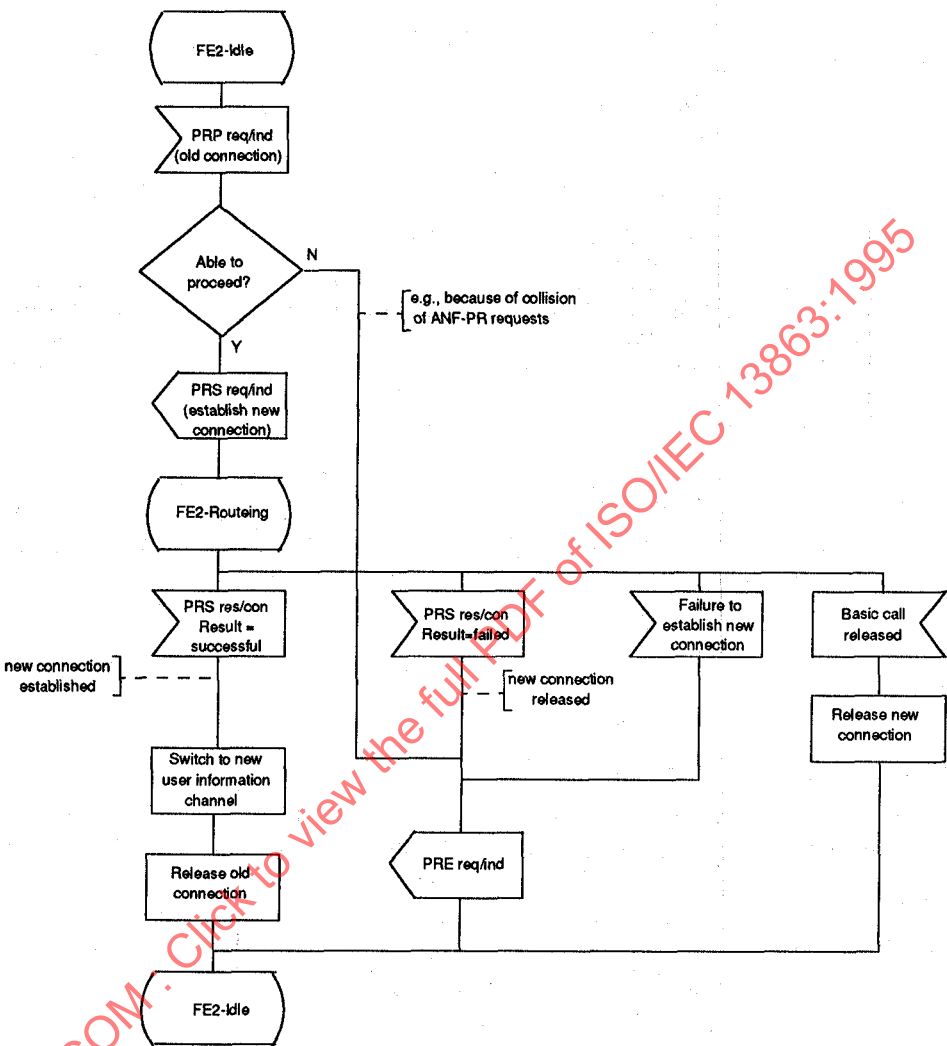 FE2-Idle
PRP req/ind
(old connection)
Able to
proceed?
N
e.g., because of collision
of ANF-PR requests
Y
PRS req/ind
(establish new
connection)
FE2-Routeing
PRS res/con
Result =
successful
PRS res/con
Result=failed
Failure to
establish new
connection
Basic call
released
new connection
established
new connection
released
Release new
connection
Switch to new
user information
channel
Release old
connection
PRE req/ind
FE2-Idle
COM : Click to view the full PDF of ISO/IEC 13863:1995